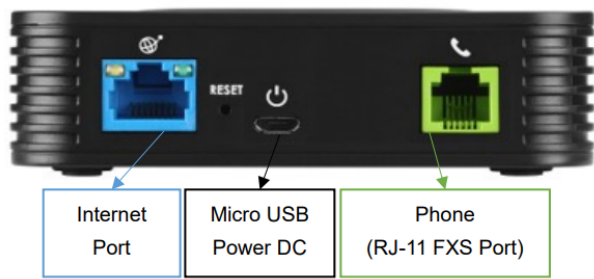 RESET
Internet
Port
Micro USB
Power DC
Phone
(RJ-11 FXS Port)